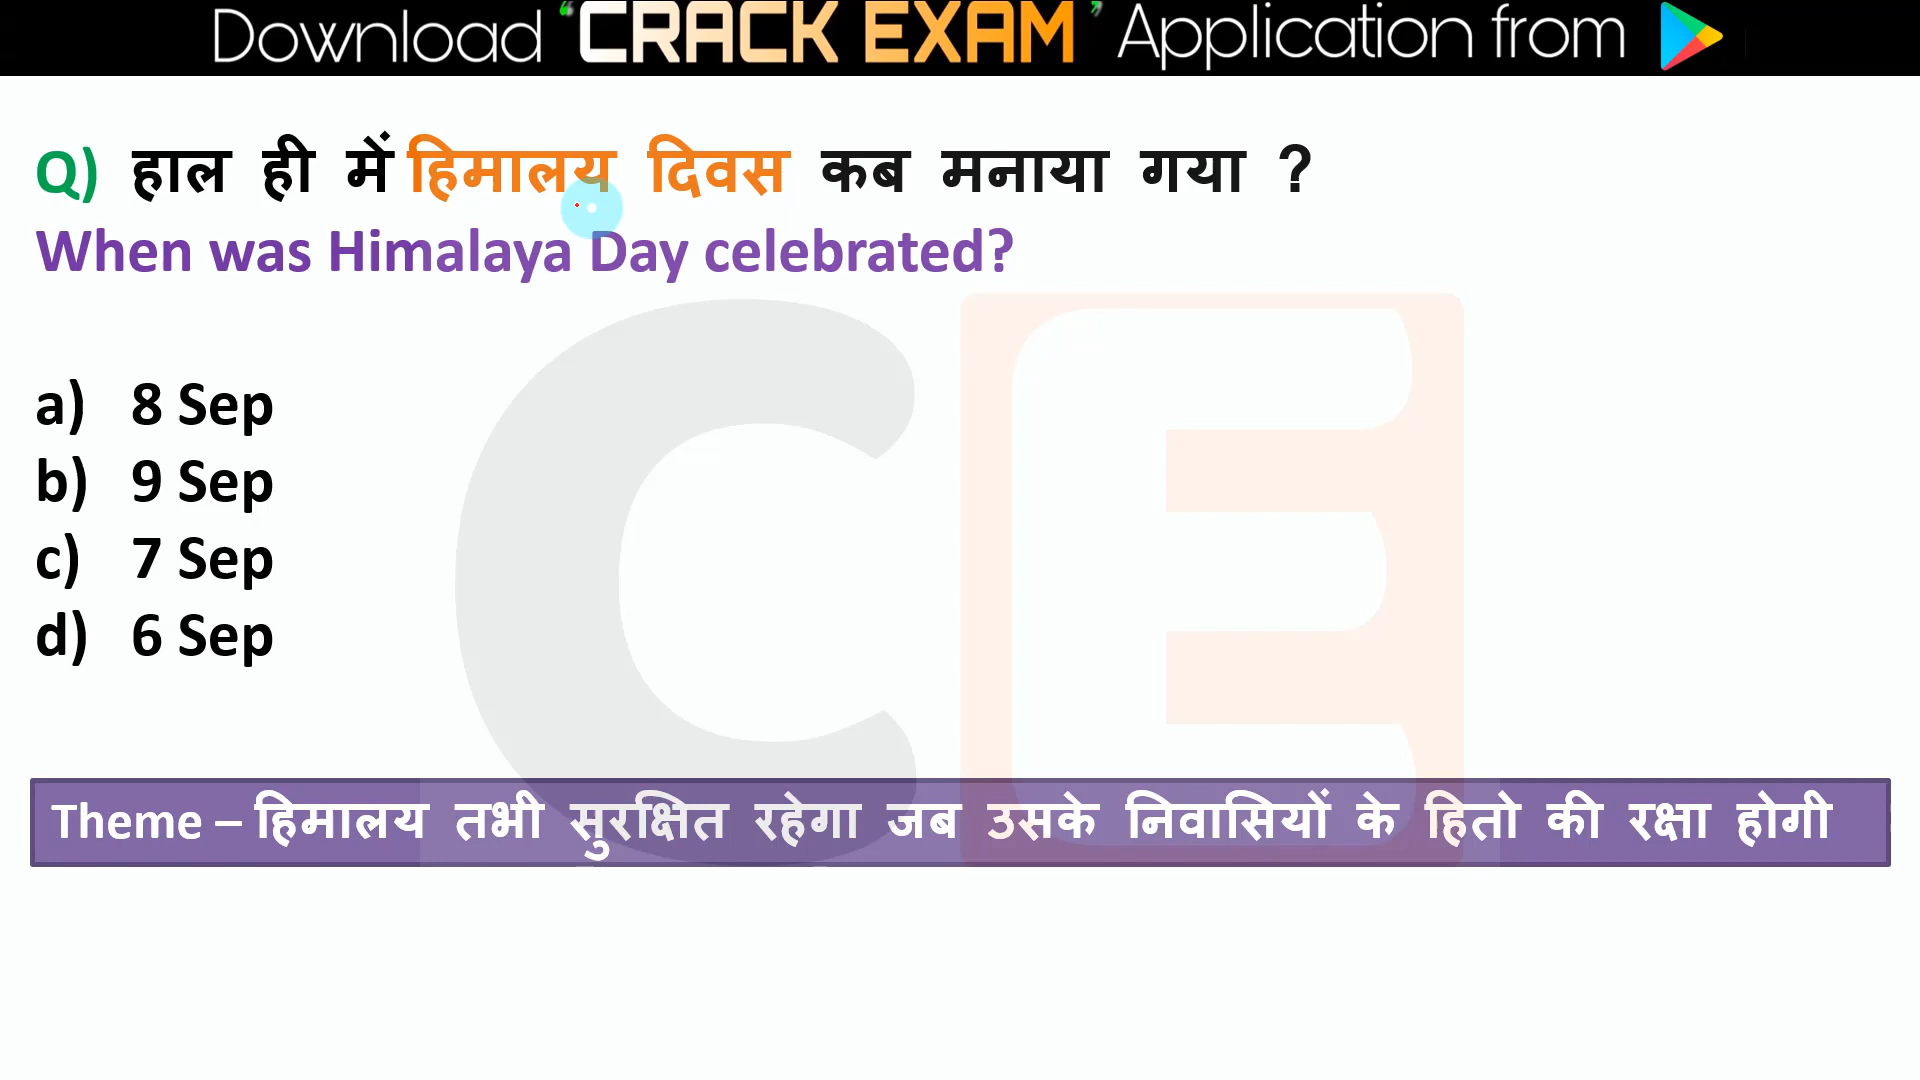 Download ‘CRACK EXAM’ Application from
Q) हाल ही में हिमालय दिवस कब मनाया गया ?
When was Himalaya Day celebrated?
a) 8 Sep
b) 9 Sep
c) 7 Sep
d) 6 Sep
Theme – हिमालय तभी सुरक्षित रहेगा जब उसके निवासियों के हितो की रक्षा होगी
CE